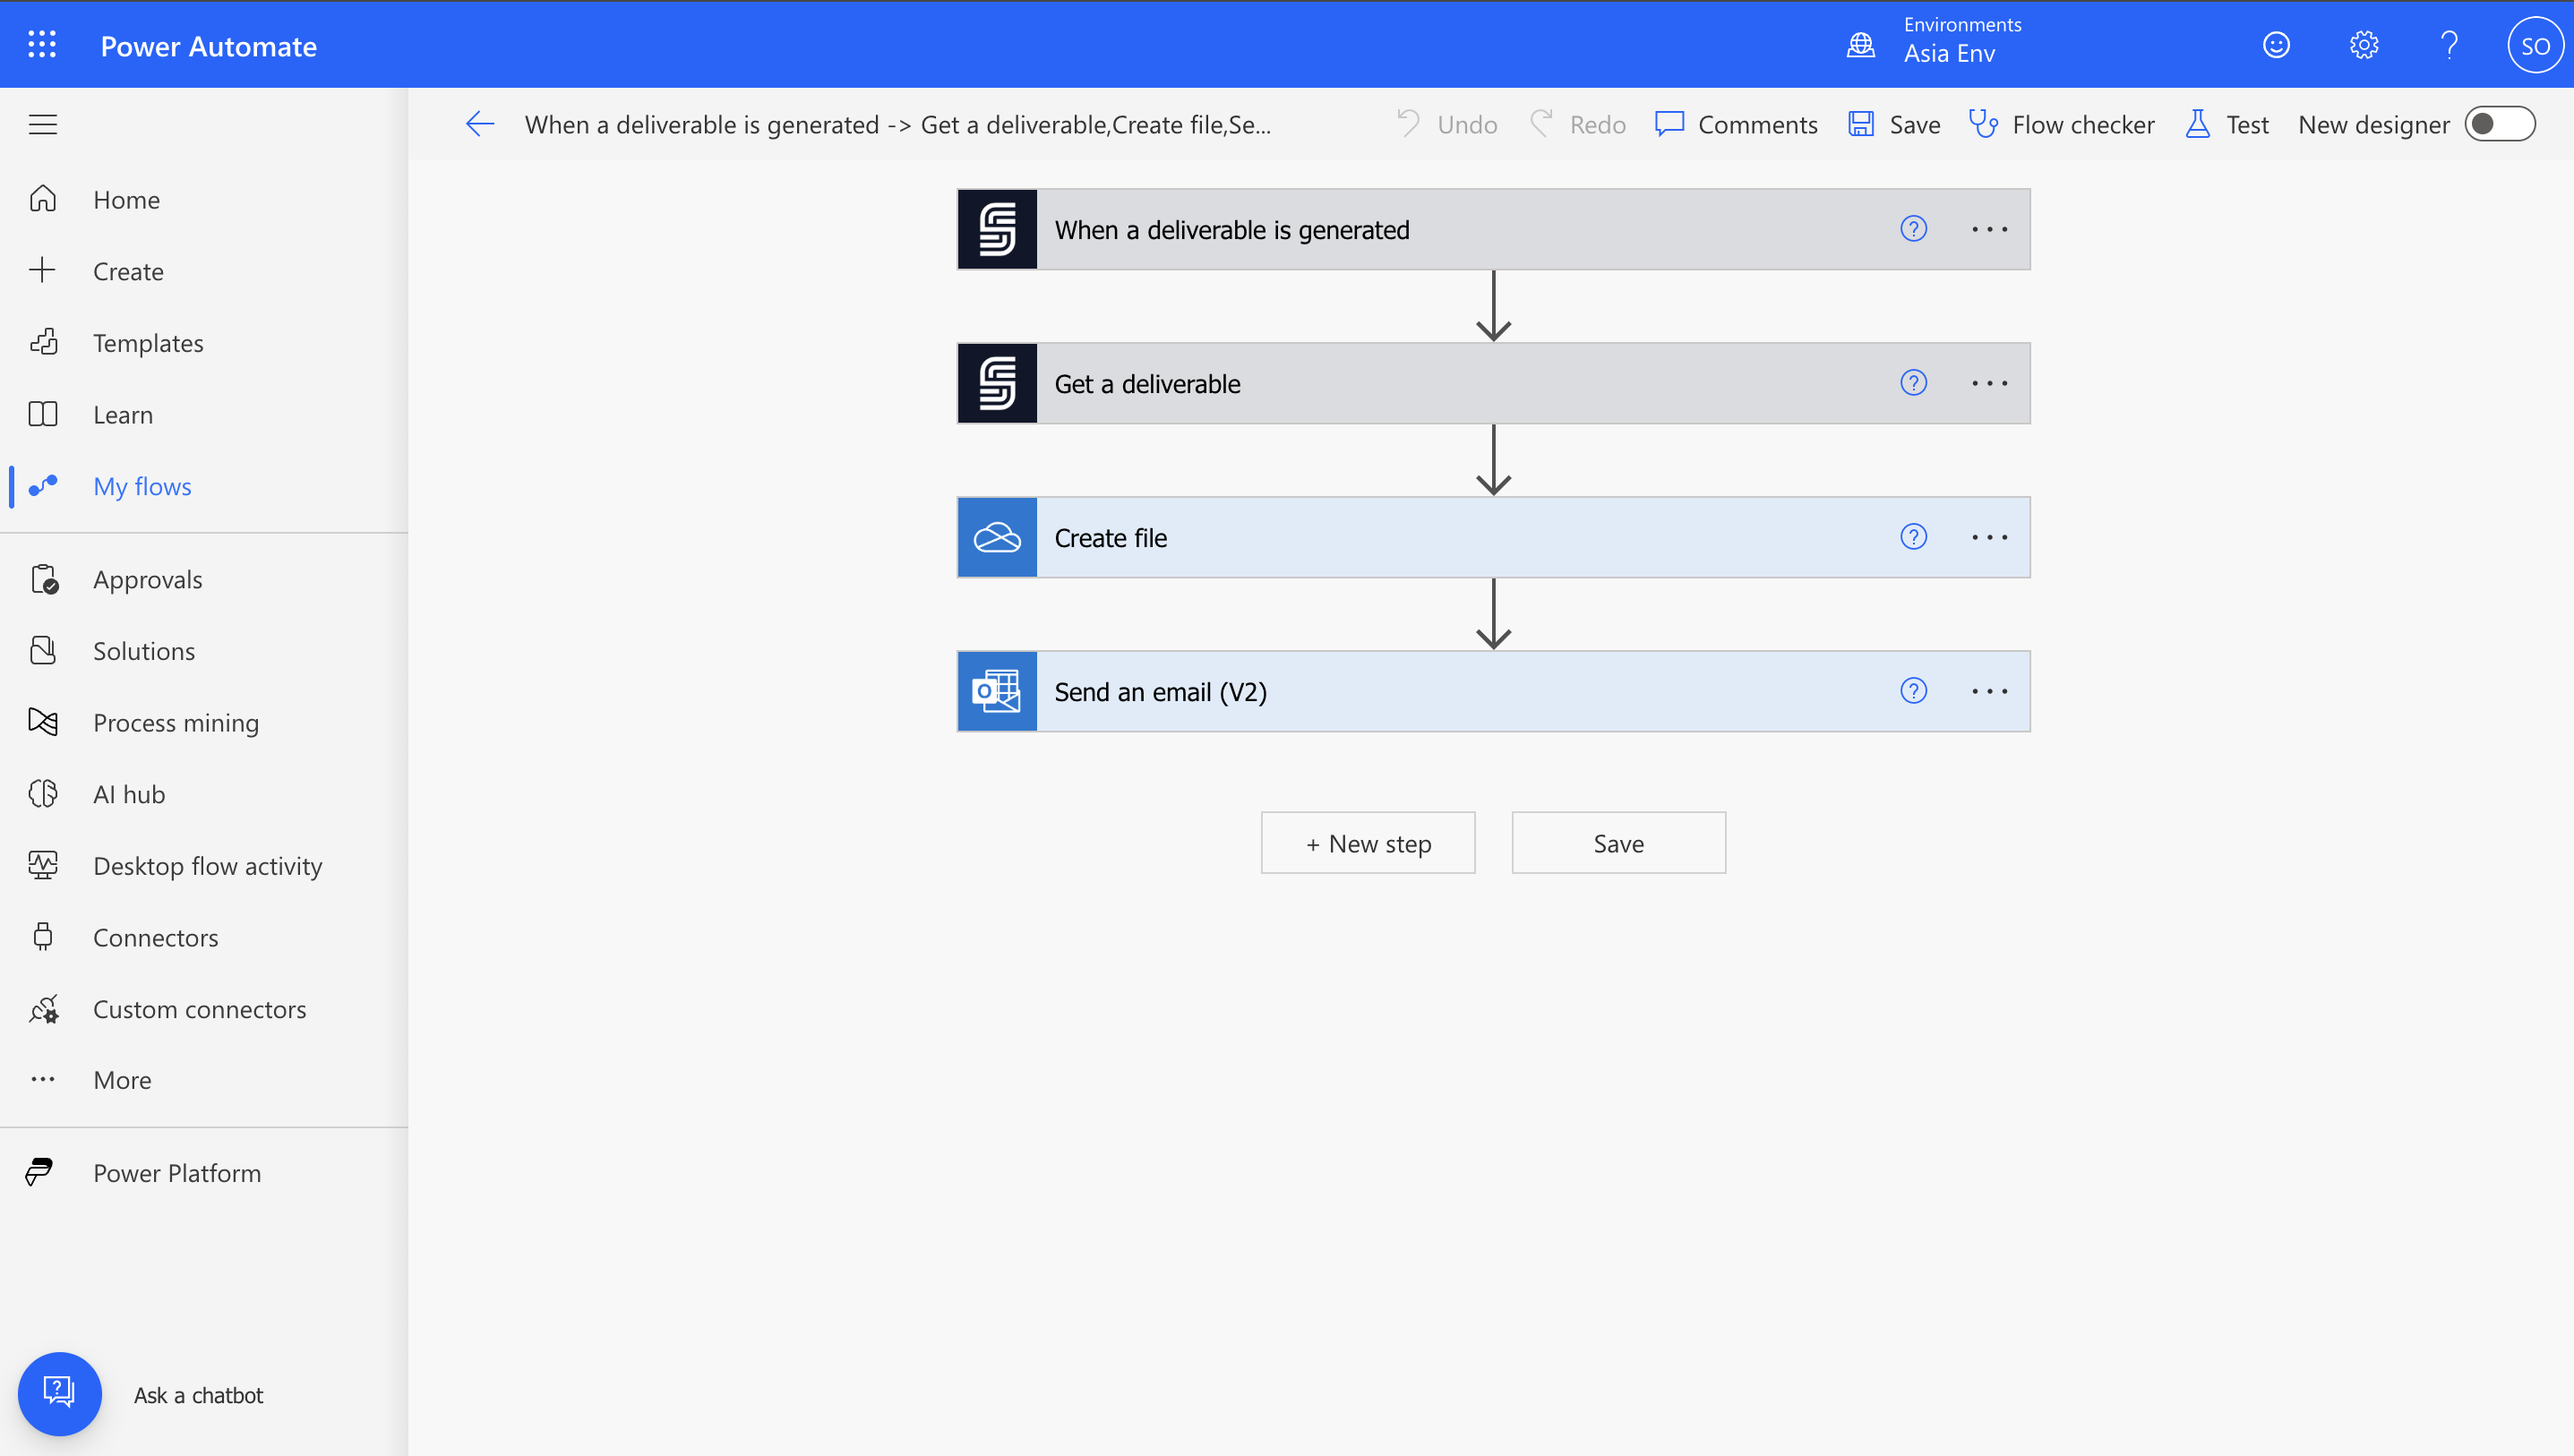 Power Automate
Environments
Asia Env
SO
When a deliverable is generated -> Get a deliverable,Create file,Se...
Undo
Redo
Comments
Save
Flow checker
Test
New designer
Home
Create
Templates
Learn
My flows
Approvals
Solutions
Process mining
AI hub
Desktop flow activity
Connectors
Custom connectors
More
Power Platform
Ask a chatbot
When a deliverable is generated
Get a deliverable
Create file
Send an email (V2)
+ New step
Save